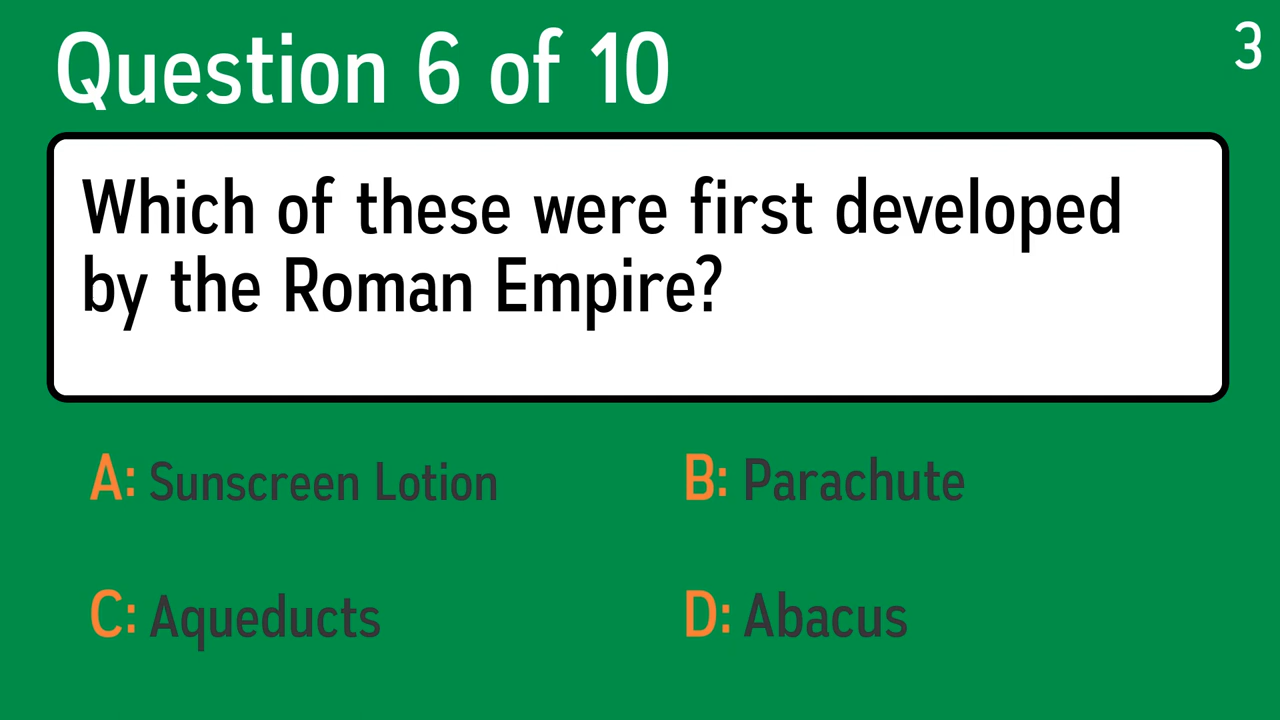 Question 6 of 10
3
Which of these were first developed
by the Roman Empire?
A: Sunscreen Lotion
B: Parachute
C: Aqueducts
D: Abacus